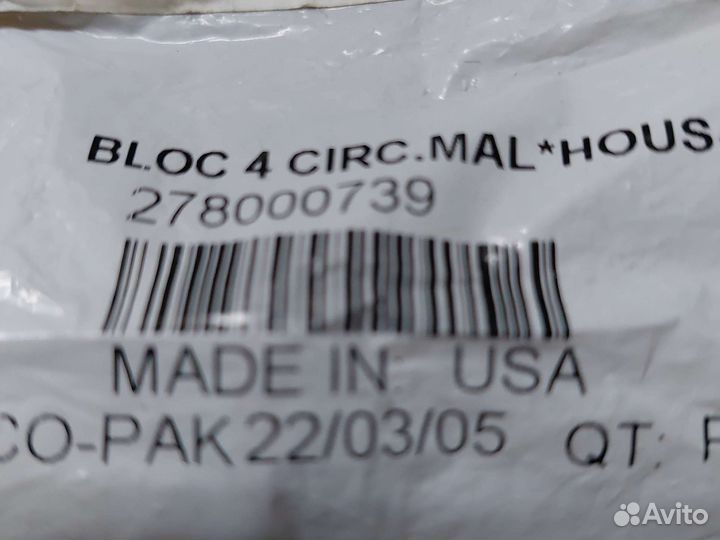 BLOC 4 CIRC.MAL*HOUS.
278000739
MADE IN: USA
CO-PAK 22/03/05 QT:
Avito